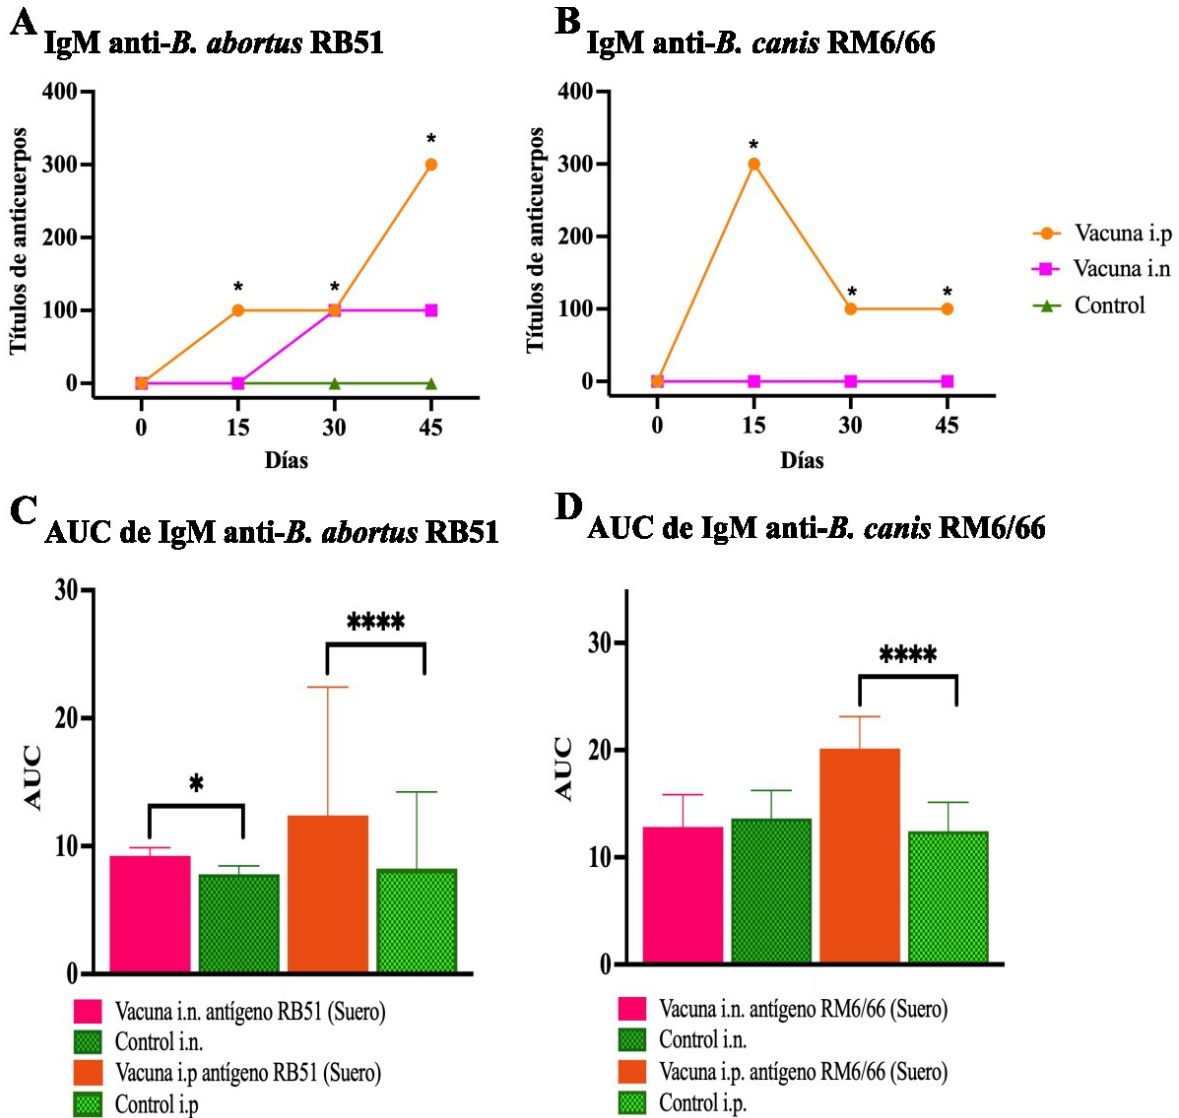 A
IgM anti-B. abortus RB51
400
300
200
100
0
Títulos de anticuerpos
*
*
*
0 15 30 45
Días
B
IgM anti-B. canis RM6/66
400
300
200
100
0
Títulos de anticuerpos
*
*
*
0 15 30 45
Días
Vacuna i.p
Vacuna i.n
Control
C
AUC de IgM anti-B. abortus RB51
30
20
10
0
AUC
*
****
Vacuna i.n. antígeno RB51 (Suero)
Control i.n.
Vacuna i.p antígeno RB51 (Suero)
Control i.p
D
AUC de IgM anti-B. canis RM6/66
30
20
10
0
AUC
****
Vacuna i.n. antígeno RM6/66 (Suero)
Control i.n.
Vacuna i.p. antígeno RM6/66 (Suero)
Control i.p.